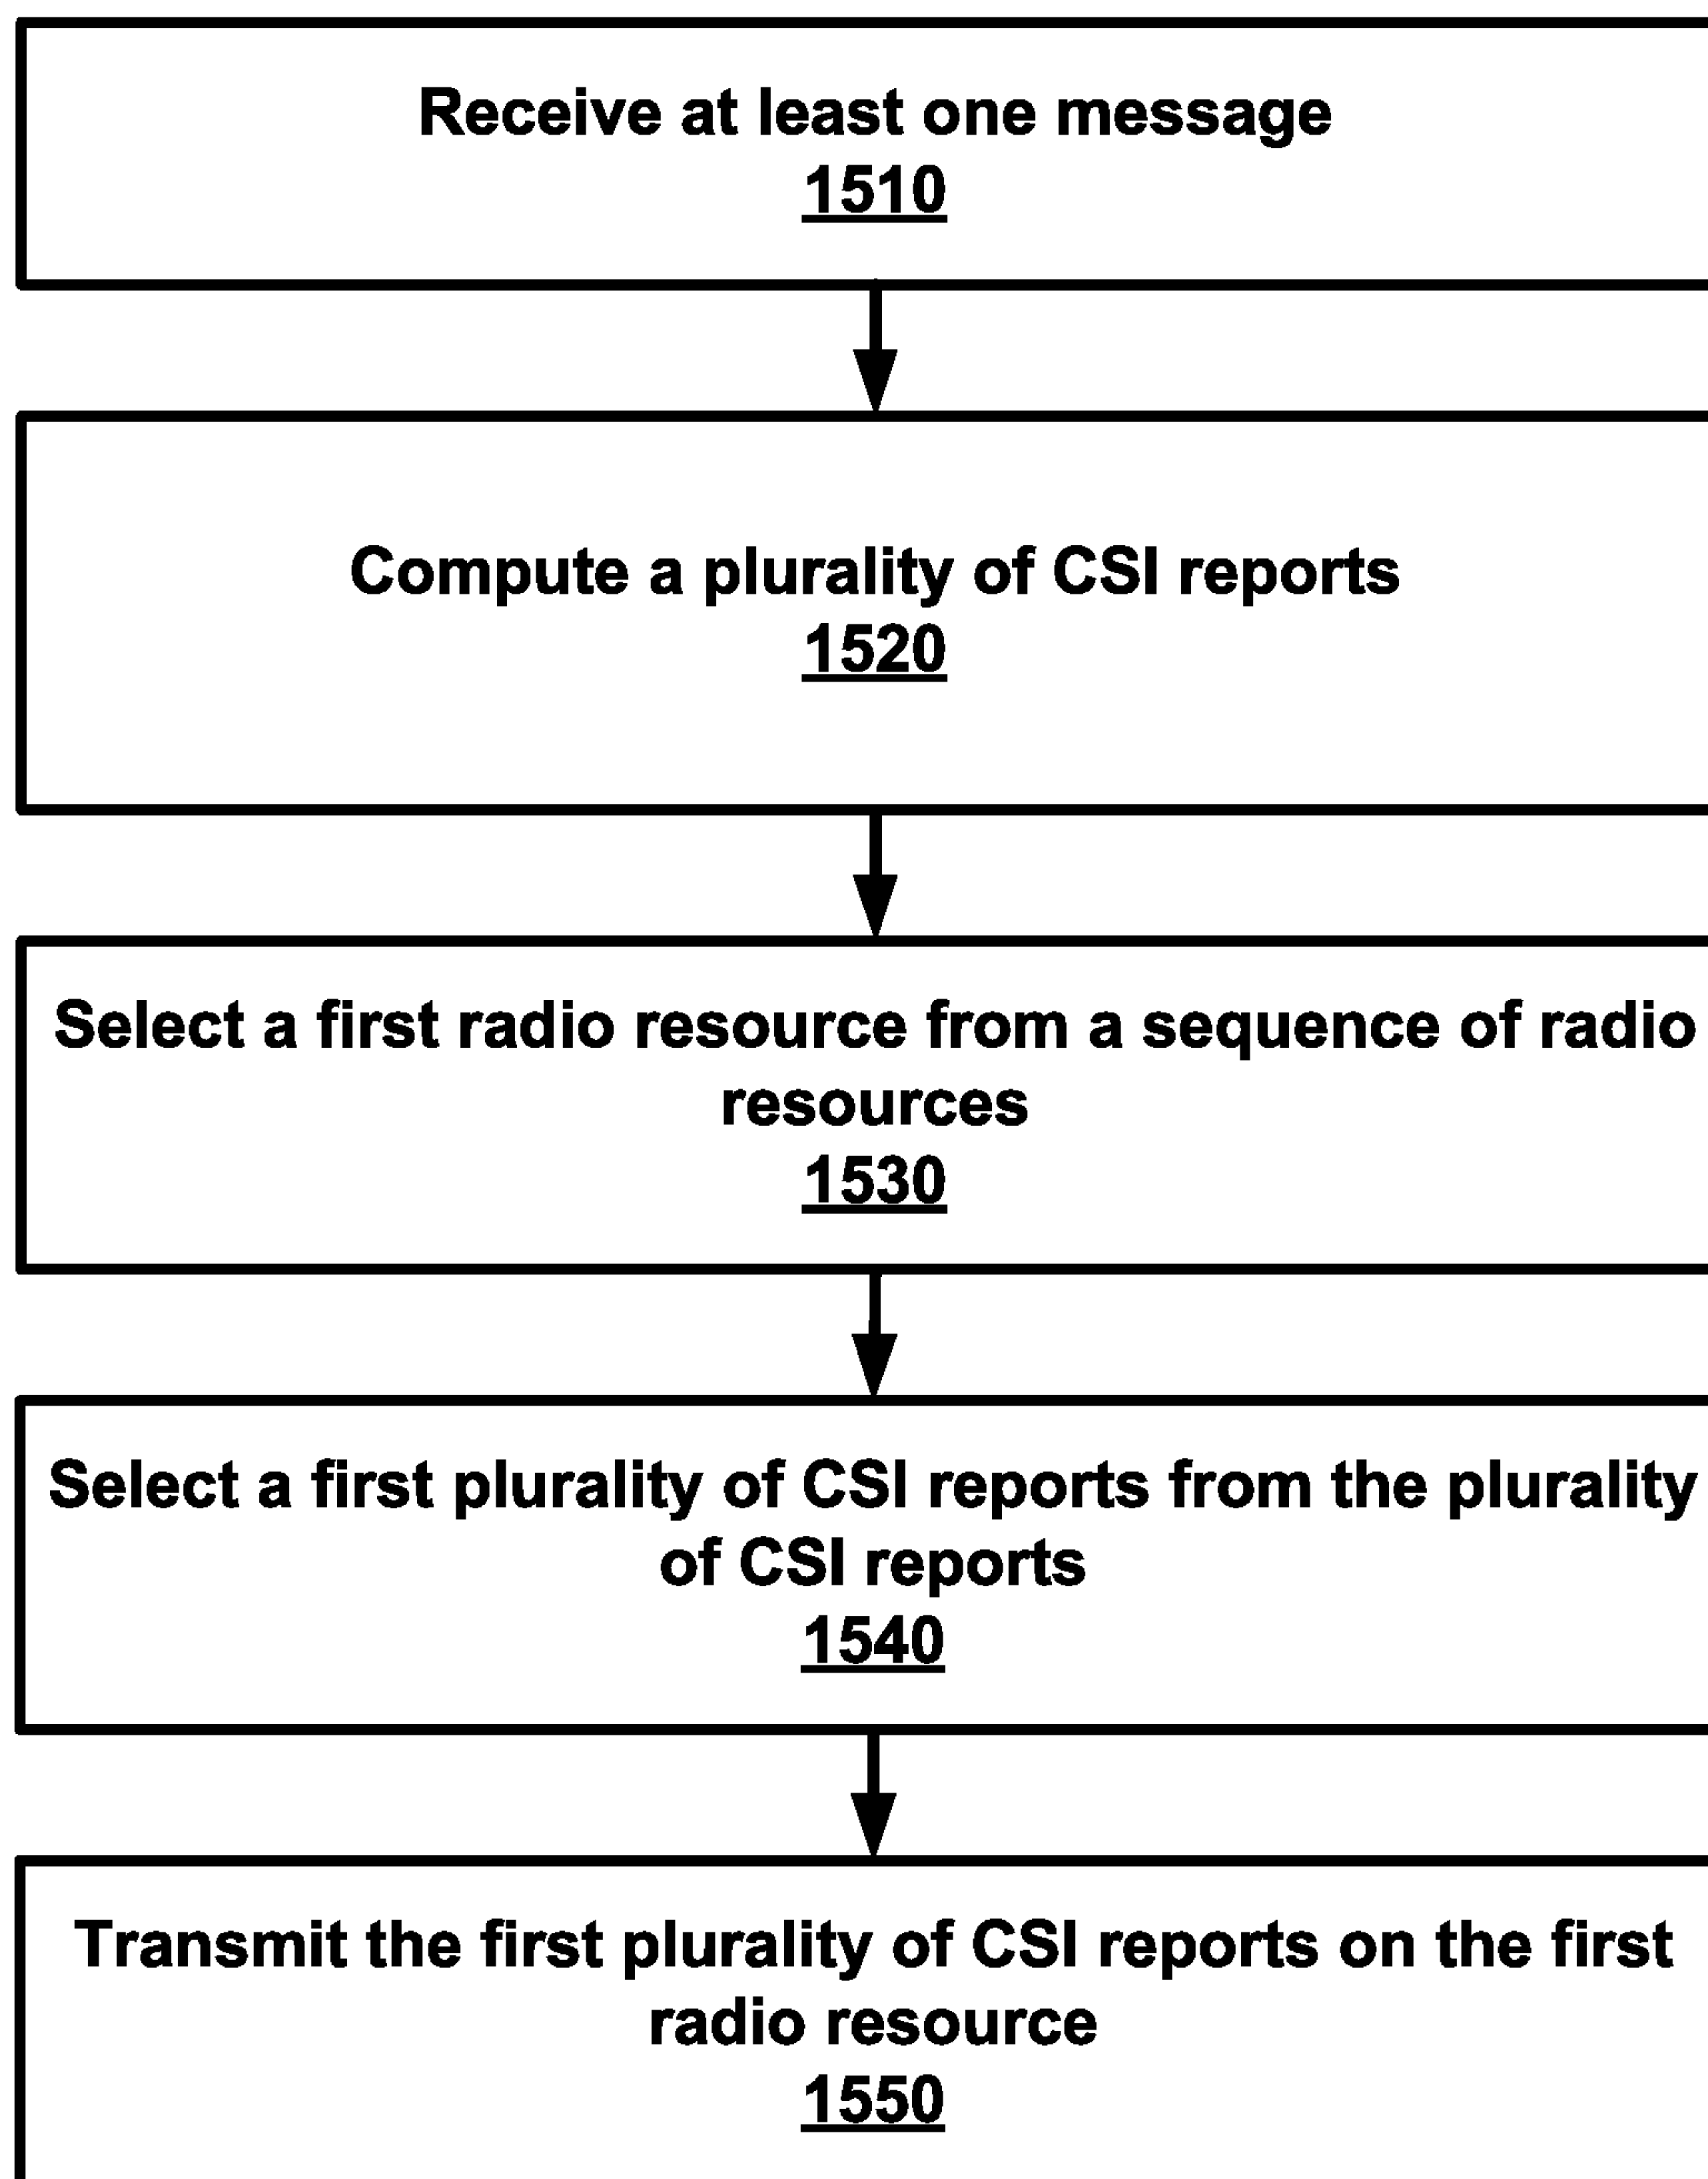 Receive at least one message
1510
Compute a plurality of CSI reports
1520
Select a first radio resource from a sequence of radio
resources
1530
Select a first plurality of CSI reports from the plurality
of CSI reports
1540
Transmit the first plurality of CSI reports on the first
radio resource
1550